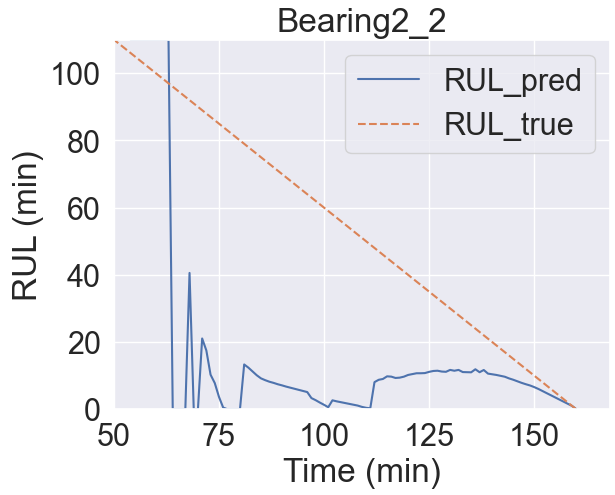 Bearing2_2
RUL_pred
RUL_true
RUL (min)
100
80
60
40
20
0
50 75 100 125 150
Time (min)